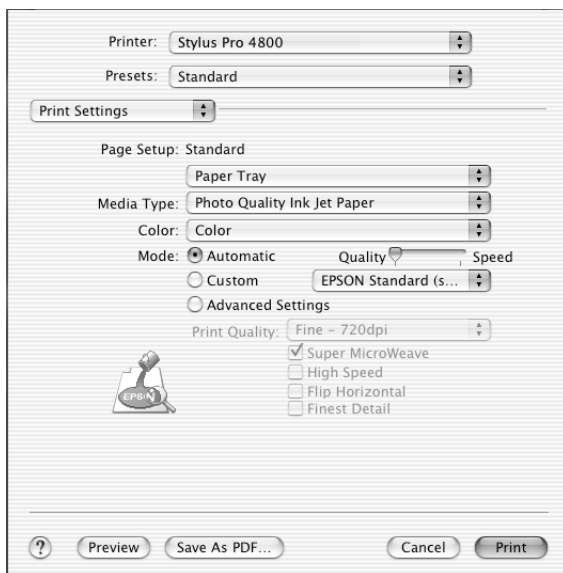 Printer: Stylus Pro 4800
Presets: Standard
Print Settings
Page Setup: Standard
Paper Tray
Media Type: Photo Quality Ink Jet Paper
Color: Color
Mode: Automatic Quality Speed
Custom EPSON Standard (s...
Advanced Settings
Print Quality: Fine – 720dpi
Super MicroWeave
High Speed
Flip Horizontal
Finest Detail
EPSON
? Preview Save As PDF... Cancel Print